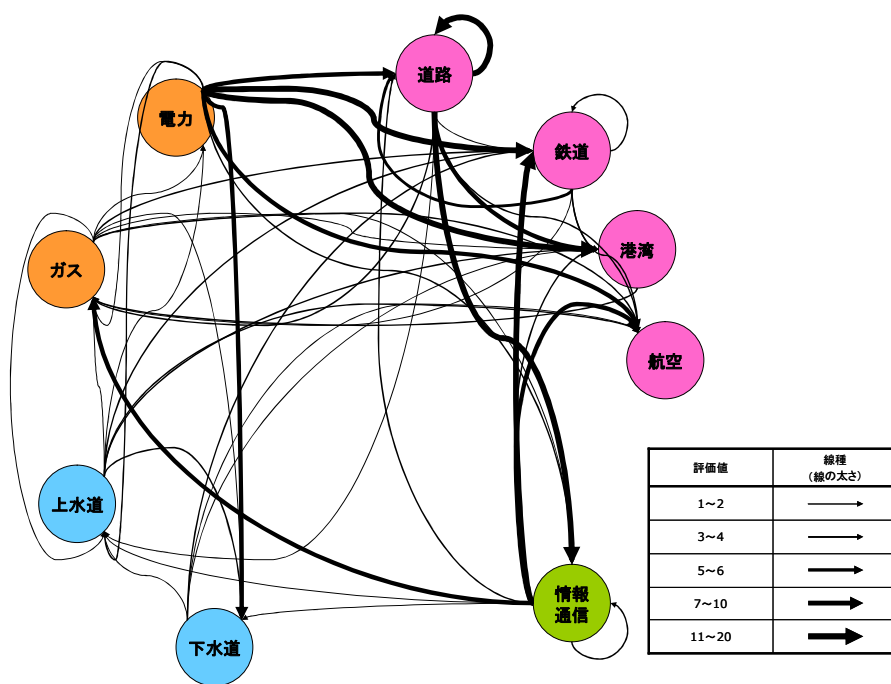 道路
電力
鉄道
港湾
ガス
航空
上水道
下水道
情報
通信
評価値
線種
(線の太さ)
1～2
3～4
5～6
7～10
11～20